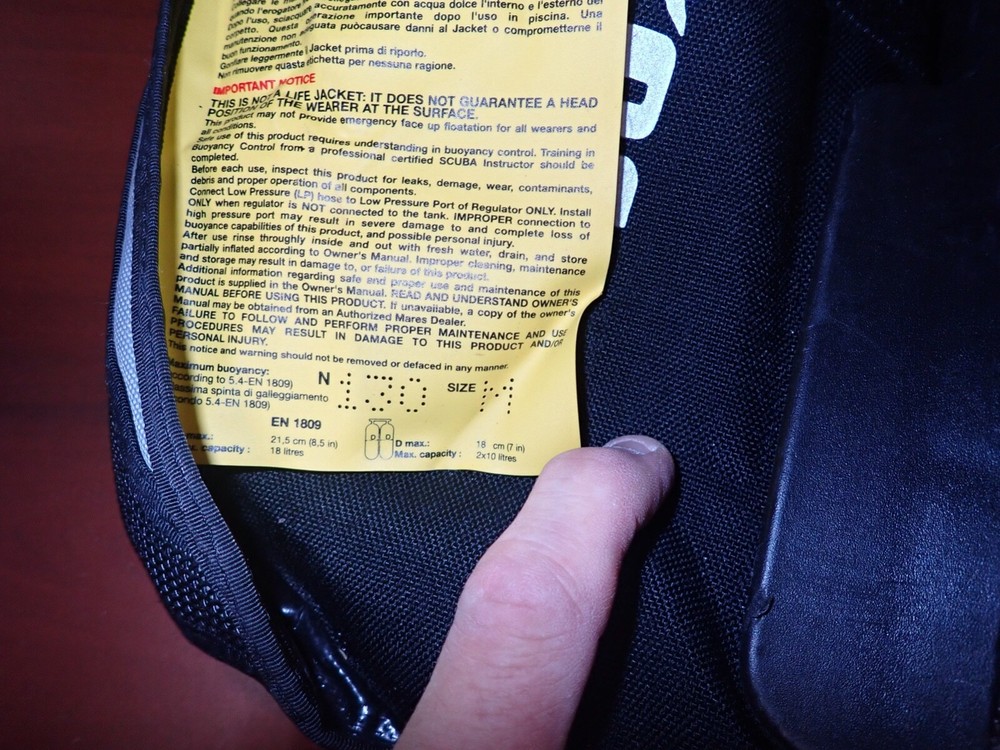 accuratamente con acqua dolce l'interno e l'esterno del
quando l'erogatore
dopo l'uso, operazione importante dopo l'uso in piscina. Una
corpetto. Questa
manutenzione non adeguata puòcausare danni al Jacket o comprometterne il
buon funzionamento.
Gonfiare leggermente il Jacket prima di riporlo.
Non rimuovere questa etichetta per nessuna ragione.
IMPORTANT NOTICE
THIS IS NOT A LIFE JACKET: IT DOES NOT GUARANTEE A HEAD
POSITION OF THE WEARER AT THE SURFACE.
This product may not Provide emergency face up floatation for all wearers and
all conditions.
Safe use of this product requires understanding in buoyancy control. Training in
Buoyancy Control from a professional certified SCUBA Instructor should be
completed.
Before each use, inspect this product for leaks, damage, wear, contaminants,
debris and proper operation of all components.
Connect Low Pressure (LP) hose to Low Pressure Port of Regulator ONLY. Install
ONLY when regulator is NOT connected to the tank. IMPROPER connection to
high pressure port may result in severe damage to and complete loss of
buoyance capabilities of this product, and possible personal injury.
After use rinse throughly inside and out with fresh water, drain, and store
partially inflated according to Owner's Manual. Improper cleaning, maintenance
and storage may result in damage to, or failure of this product.
Additional information regarding safe and proper use and maintenance of this
product is supplied in the Owner's Manual. READ AND UNDERSTAND OWNER'S
MANUAL BEFORE USING THIS PRODUCT. If unavailable, a copy of the owner's
Manual may be obtained from an Authorized Mares Dealer.
FAILURE TO FOLLOW AND PERFORM PROPER MAINTENANCE AND USE
PROCEDURES MAY RESULT IN DAMAGE TO THIS PRODUCT AND/OR
PERSONAL INJURY.
This notice and warning should not be removed or defaced in any manner.
Maximum buoyancy:
according to 5.4-EN 1809) N 130 SIZE M
massima spinta di galleggiamento
secondo 5.4-EN 1809)
EN 1809
max.: 21,5 cm (8,5 in) D max.: 18 cm (7 in)
capacity: 18 litres Max. capacity: 2x10 litres